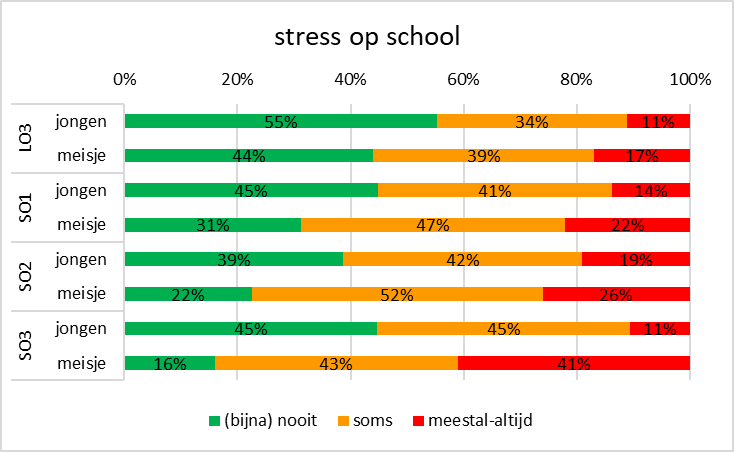 stress op school
0% 20% 40% 60% 80% 100%
LO3
jongen 55% 34% 11%
meisje 44% 39% 17%
SO1
jongen 45% 41% 14%
meisje 31% 47% 22%
SO2
jongen 39% 42% 19%
meisje 22% 52% 26%
SO3
jongen 45% 45% 11%
meisje 16% 43% 41%
(bijna) nooit soms meestal-altijd